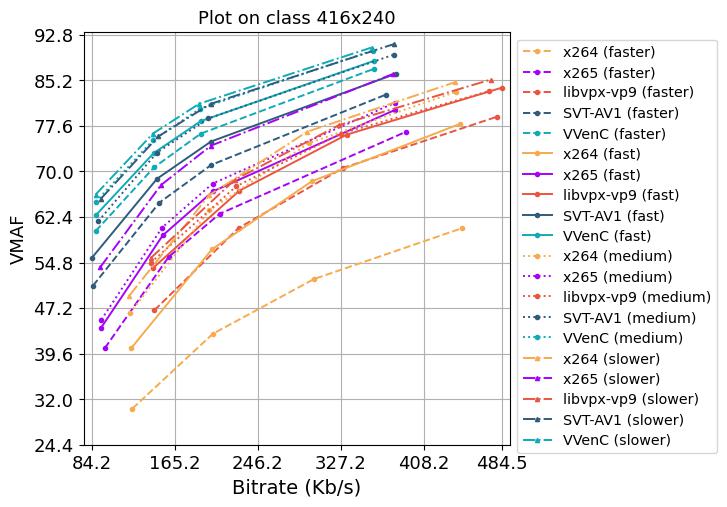 Plot on class 416x240
92.8
85.2
77.6
70.0
62.4
54.8
47.2
39.6
32.0
24.4
VMAF
84.2 165.2 246.2 327.2 408.2 484.5
Bitrate (Kb/s)
x264 (faster)
x265 (faster)
libvpx-vp9 (faster)
SVT-AV1 (faster)
VVenC (faster)
x264 (fast)
x265 (fast)
libvpx-vp9 (fast)
SVT-AV1 (fast)
VVenC (fast)
x264 (medium)
x265 (medium)
libvpx-vp9 (medium)
SVT-AV1 (medium)
VVenC (medium)
x264 (slower)
x265 (slower)
libvpx-vp9 (slower)
SVT-AV1 (slower)
VVenC (slower)